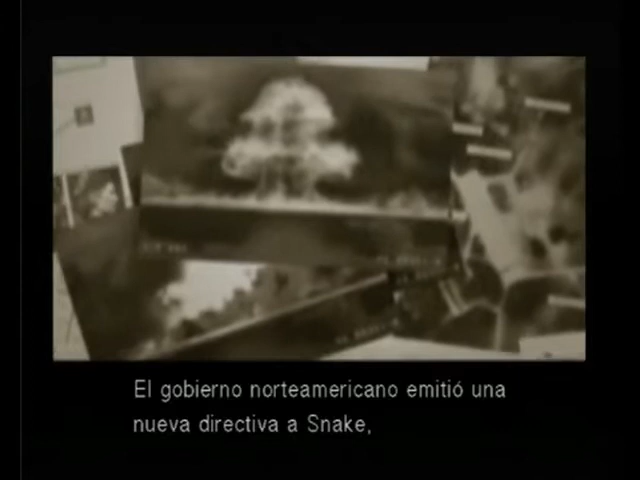 El gobierno norteamericano emitió una
nueva directiva a Snake,